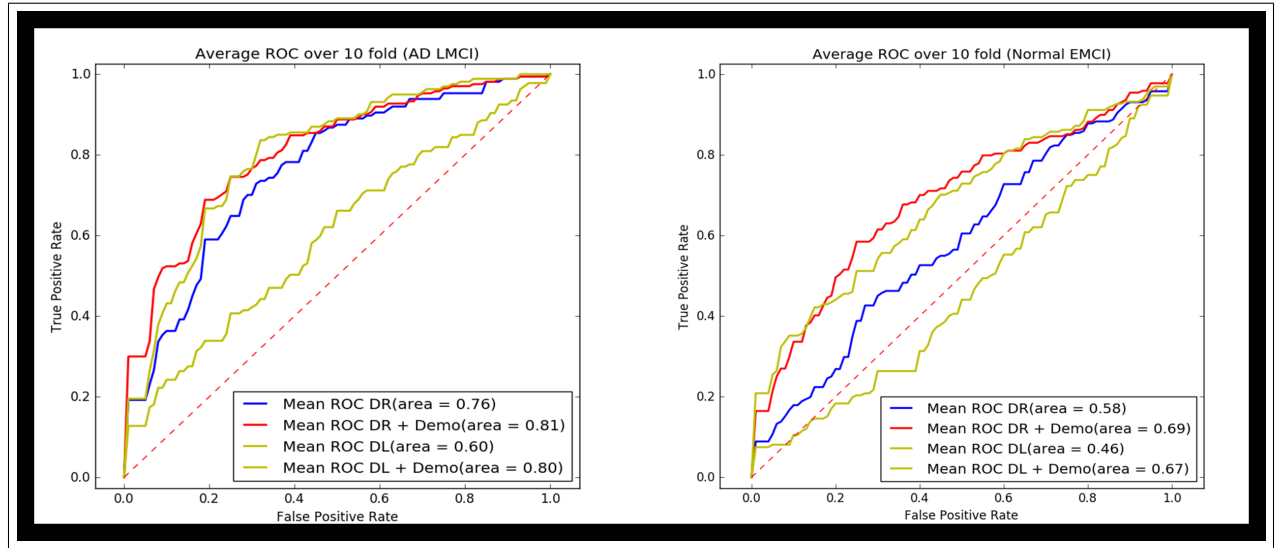 Average ROC over 10 fold (AD LMCI)
True Positive Rate
1.0
0.8
0.6
0.4
0.2
0.0
Mean ROC DR(area = 0.76)
Mean ROC DR + Demo(area = 0.81)
Mean ROC DL(area = 0.60)
Mean ROC DL + Demo(area = 0.80)
0.0 0.2 0.4 0.6 0.8 1.0
False Positive Rate
Average ROC over 10 fold (Normal EMCI)
True Positive Rate
1.0
0.8
0.6
0.4
0.2
0.0
Mean ROC DR(area = 0.58)
Mean ROC DR + Demo(area = 0.69)
Mean ROC DL(area = 0.46)
Mean ROC DL + Demo(area = 0.67)
0.0 0.2 0.4 0.6 0.8 1.0
False Positive Rate